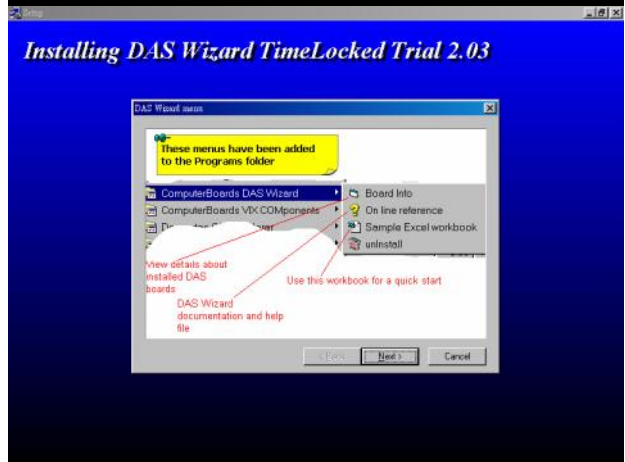 Setup
Installing DAS Wizard TimeLocked Trial 2.03
DAS Wizard menu
These menus have been added
to the Programs folder
ComputerBoards DAS Wizard
Board Info
ComputerBoards VIX COMponents
On line reference
Sample Excel workbook
uninstall
View details about
installed DAS
boards
Use this workbook for a quick start
DAS Wizard
documentation and help
file
< Back
Next >
Cancel